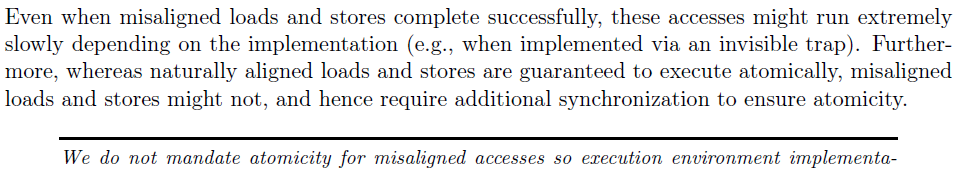 Even when misaligned loads and stores complete successfully, these accesses might run extremely
slowly depending on the implementation (e.g., when implemented via an invisible trap). Further-
more, whereas naturally aligned loads and stores are guaranteed to execute atomically, misaligned
loads and stores might not, and hence require additional synchronization to ensure atomicity.
We do not mandate atomicity for misaligned accesses so execution environment implementa-